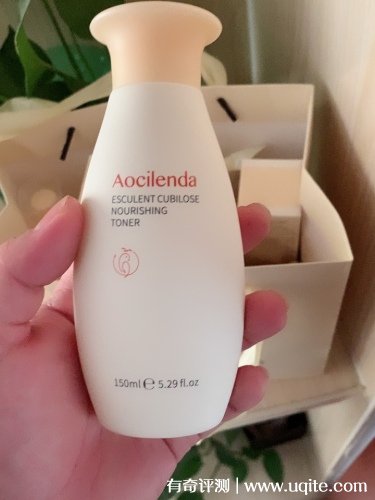 Aocilenda
ESCULENT CUBILOSE
NOURISHING
TONER
150ml ℮ 5.29 fl.oz
有奇评测｜www.uqite.com